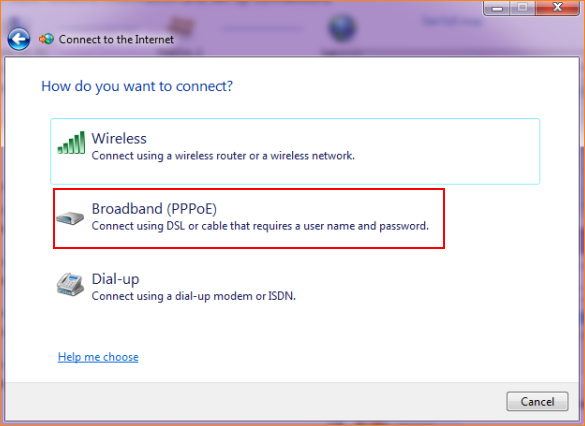 Connect to the Internet
How do you want to connect?
Wireless
Connect using a wireless router or a wireless network.
Broadband (PPPoE)
Connect using DSL or cable that requires a user name and password.
Dial-up
Connect using a dial-up modem or ISDN.
Help me choose
Cancel